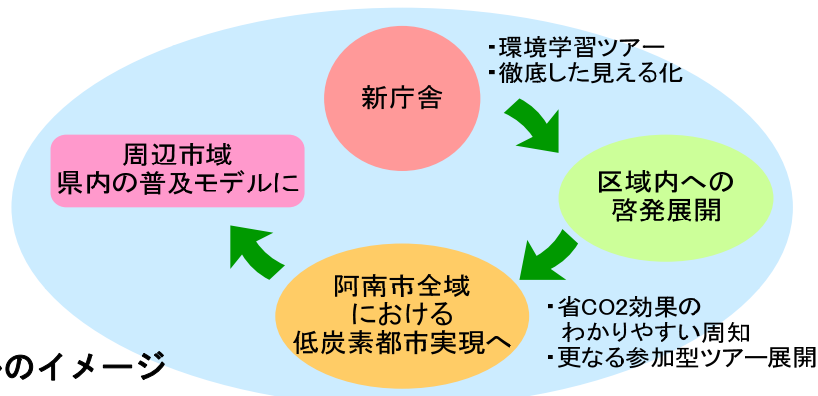 新庁舎
・環境学習ツアー
・徹底した見える化
区域内への
啓発展開
・省CO2効果の
わかりやすい周知
・更なる参加型ツアー展開
阿南市全域
における
低炭素都市実現へ
周辺市域
県内の普及モデルに
のイメージ